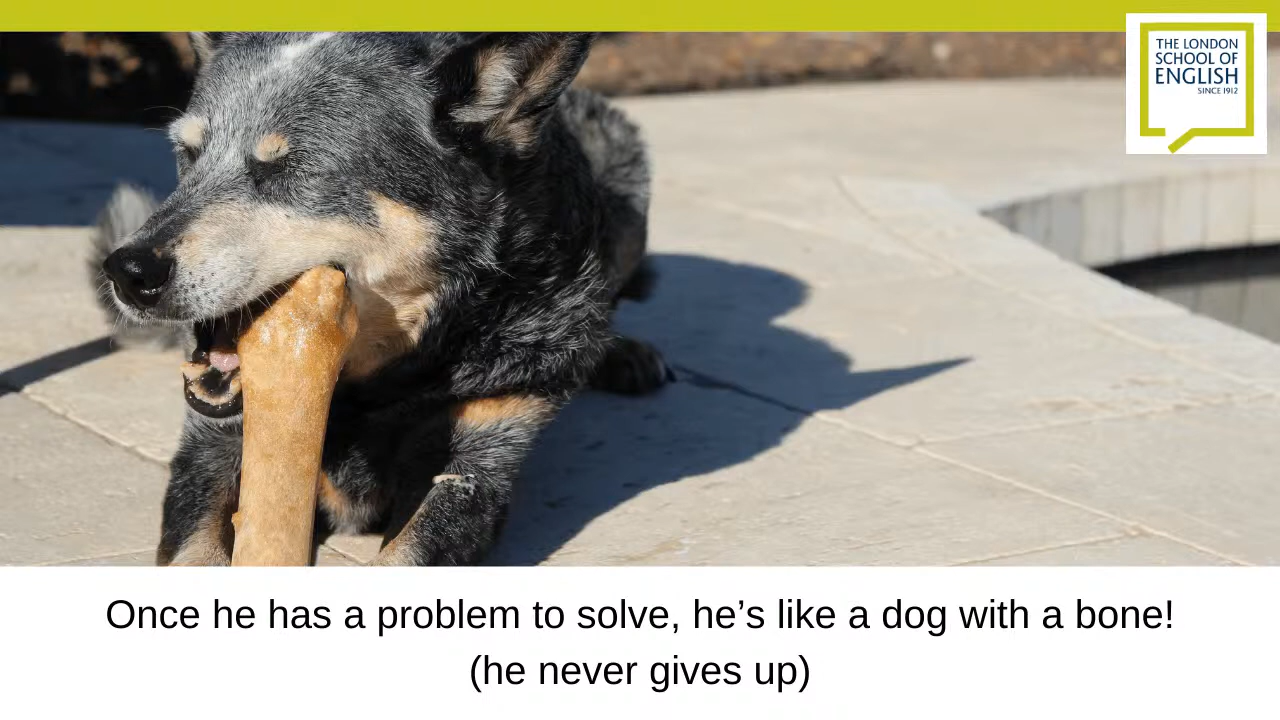 THE LONDON
SCHOOL OF
ENGLISH
SINCE 1912
Once he has a problem to solve, he’s like a dog with a bone!
(he never gives up)